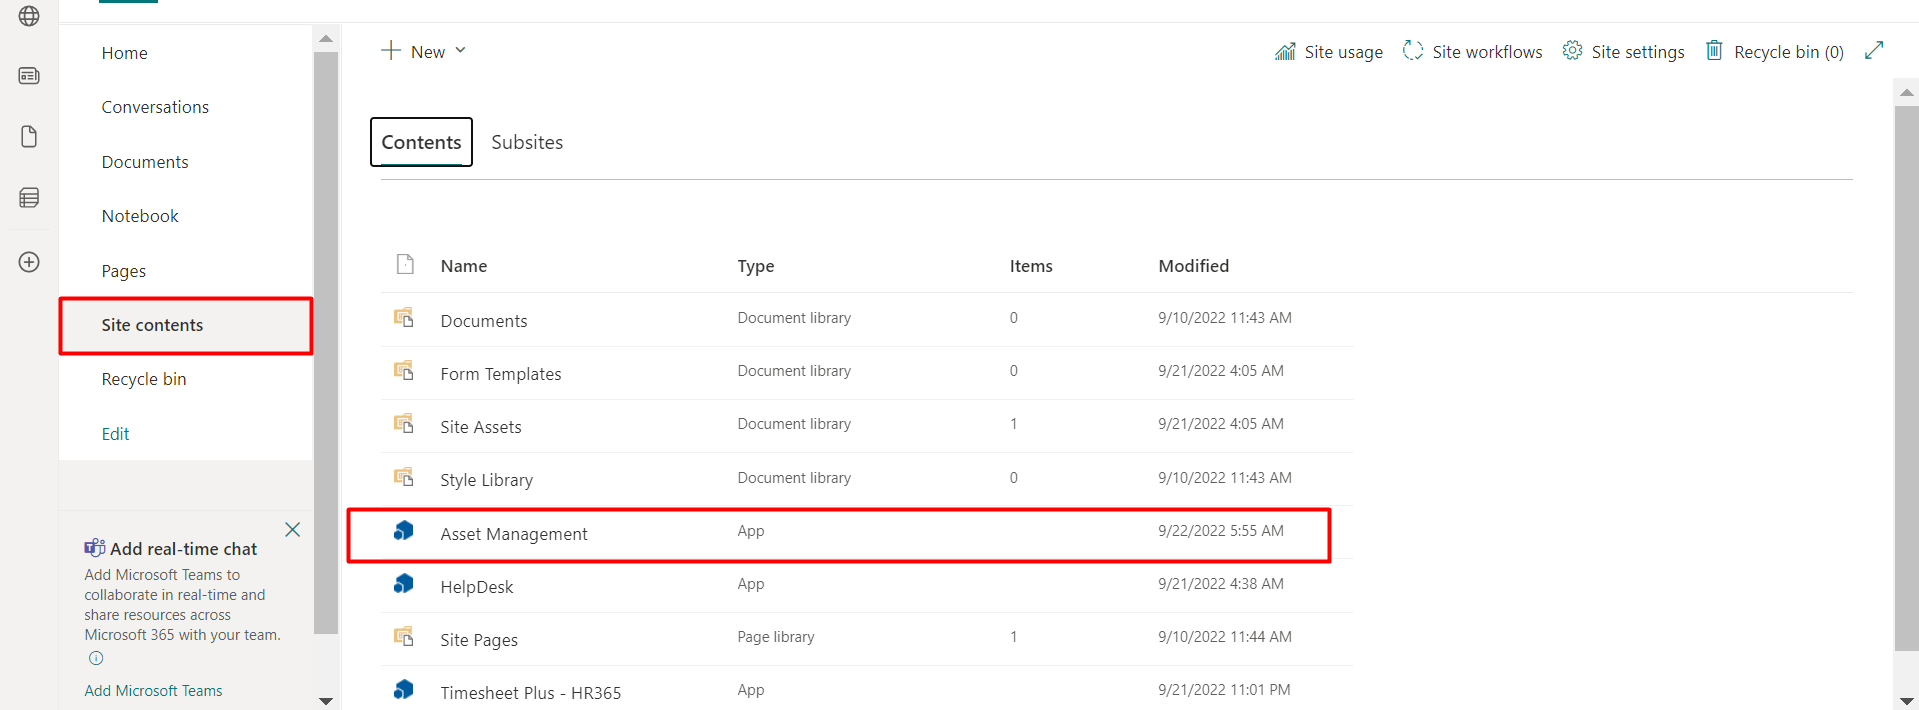 Home
Conversations
Documents
Notebook
Pages
Site contents
Recycle bin
Edit
Add real-time chat
Add Microsoft Teams to
collaborate in real-time and
share resources across
Microsoft 365 with your team.
Add Microsoft Teams
New
Site usage
Site workflows
Site settings
Recycle bin (0)
Contents Subsites
Name Type Items Modified
Documents Document library 0 9/10/2022 11:43 AM
Form Templates Document library 0 9/21/2022 4:05 AM
Site Assets Document library 1 9/21/2022 4:05 AM
Style Library Document library 0 9/10/2022 11:43 AM
Asset Management App 9/22/2022 5:55 AM
HelpDesk App 9/21/2022 4:38 AM
Site Pages Page library 1 9/10/2022 11:44 AM
Timesheet Plus - HR365 App 9/21/2022 11:01 PM